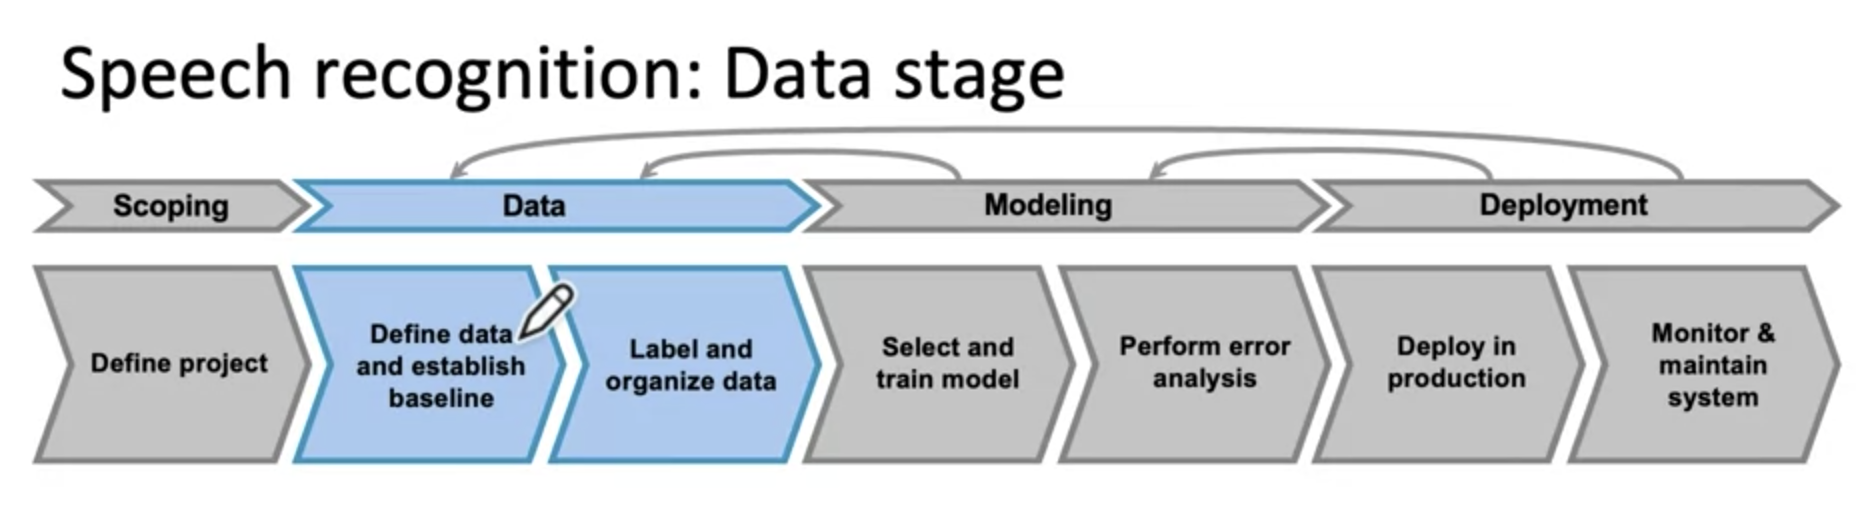 Speech recognition: Data stage
Scoping
Data
Modeling
Deployment
Define project
Define data
and establish
baseline
Label and
organize data
Select and
train model
Perform error
analysis
Deploy in
production
Monitor &
maintain
system